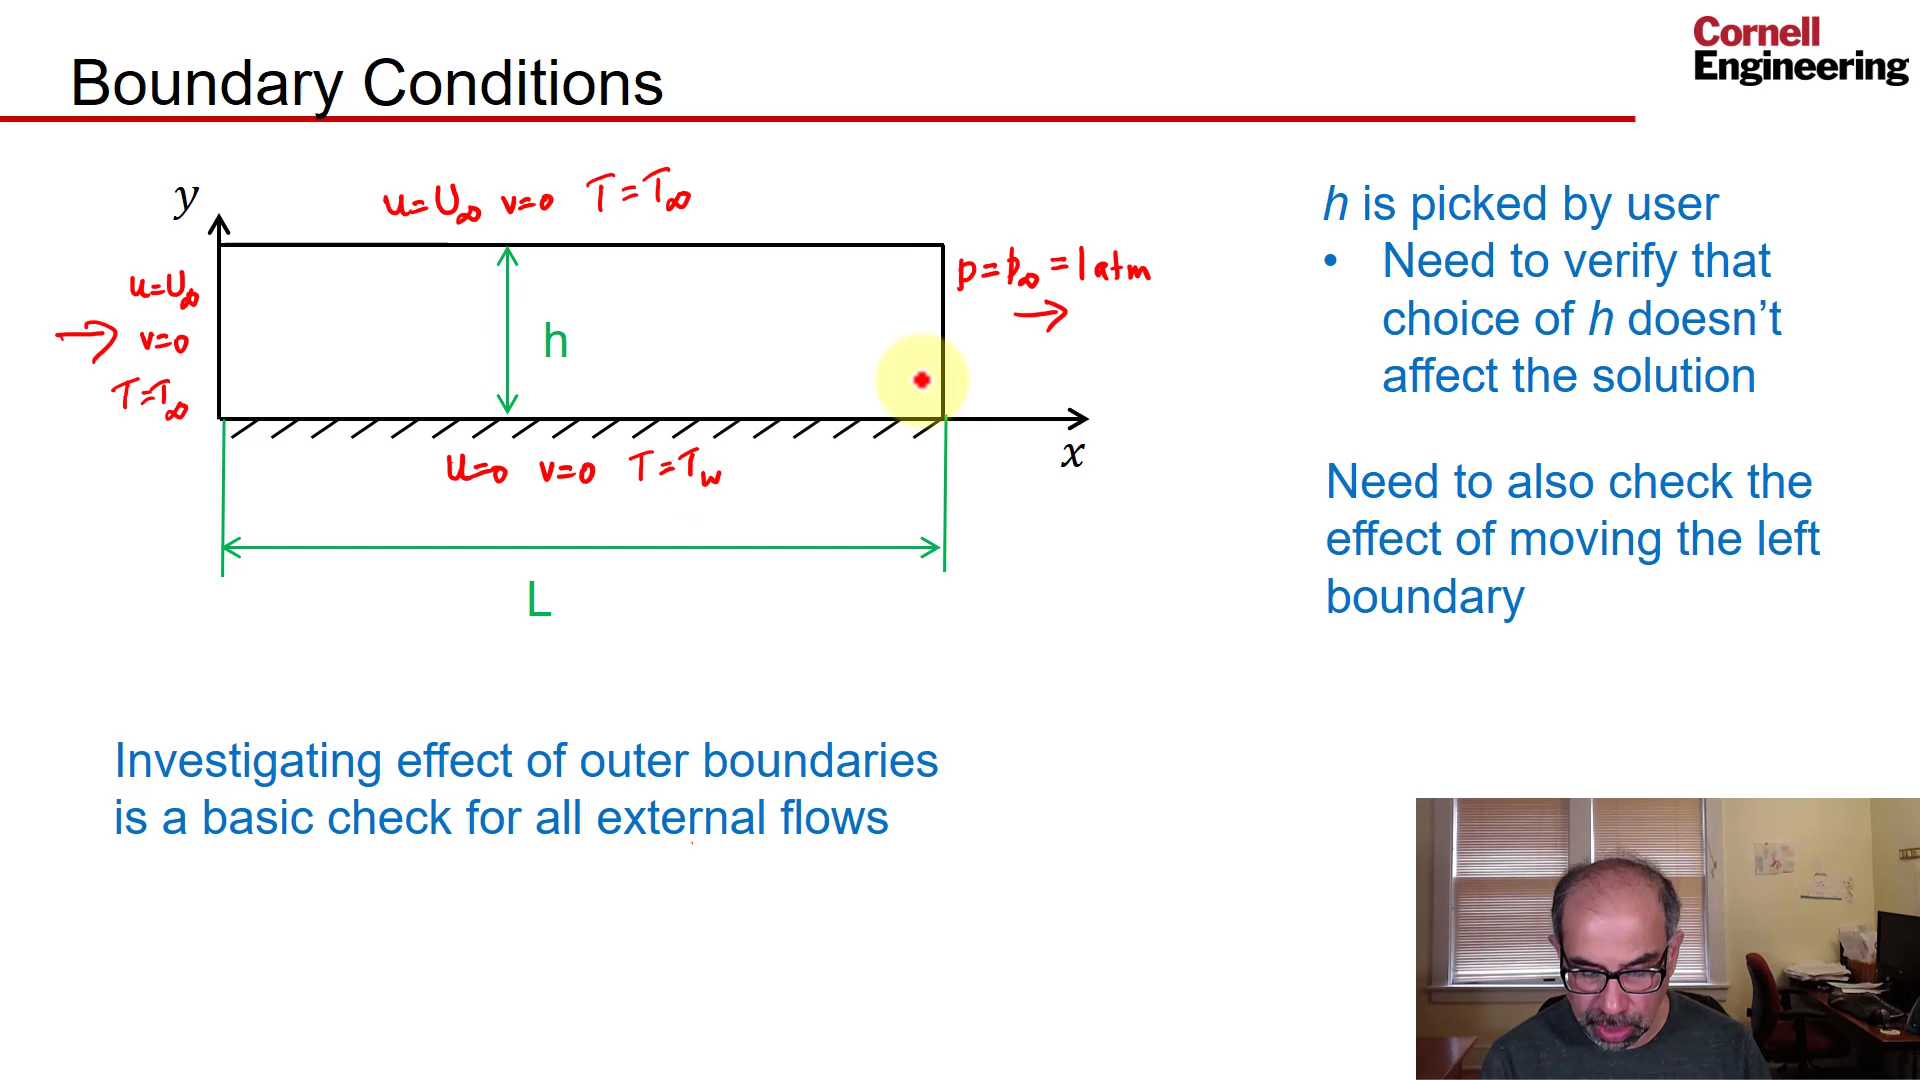 Boundary Conditions
Cornell
Engineering
y
u=U∞ v=0 T=T∞
u=U∞
v=0
T=T∞
h
p=p∞=1atm
x
u=0 v=0 T=Tw
L
h is picked by user
• Need to verify that
choice of h doesn’t
affect the solution
Need to also check the
effect of moving the left
boundary
Investigating effect of outer boundaries
is a basic check for all external flows